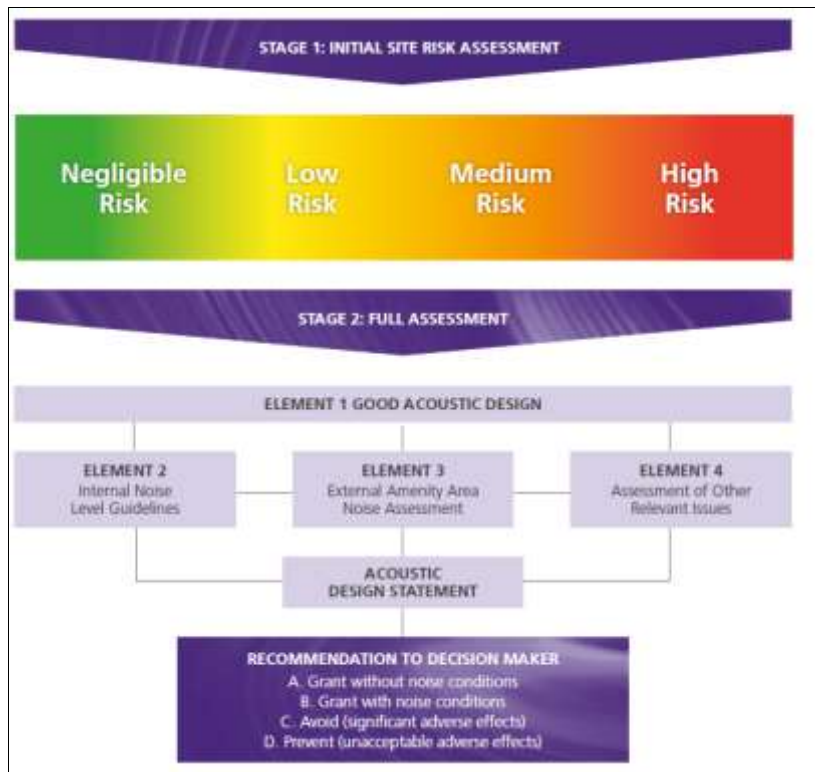 STAGE 1: INITIAL SITE RISK ASSESSMENT
Negligible
Risk
Low
Risk
Medium
Risk
High
Risk
STAGE 2: FULL ASSESSMENT
ELEMENT 1 GOOD ACOUSTIC DESIGN
ELEMENT 2
Internal Noise
Level Guidelines
ELEMENT 3
External Amenity Area
Noise Assessment
ELEMENT 4
Assessment of Other
Relevant Issues
ACOUSTIC
DESIGN STATEMENT
RECOMMENDATION TO DECISION MAKER
A. Grant without noise conditions
B. Grant with noise conditions
C. Avoid (significant adverse effects)
D. Prevent (unacceptable adverse effects)